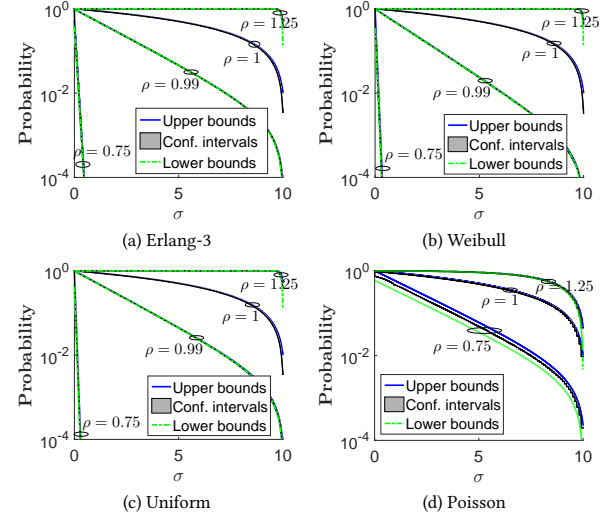 10^0
10^-2
10^-4
Probability
ρ = 1.25
ρ = 1
ρ = 0.99
ρ = 0.75
Upper bounds
Conf. intervals
Lower bounds
0 5 10
σ
(a) Erlang-3
10^0
10^-2
10^-4
Probability
ρ = 1.25
ρ = 1
ρ = 0.99
ρ = 0.75
Upper bounds
Conf. intervals
Lower bounds
0 5 10
σ
(b) Weibull
10^0
10^-2
10^-4
Probability
ρ = 1.25
ρ = 1
ρ = 0.99
ρ = 0.75
Upper bounds
Conf. intervals
Lower bounds
0 5 10
σ
(c) Uniform
10^0
10^-2
10^-4
Probability
ρ = 1.25
ρ = 1
ρ = 0.75
Upper bounds
Conf. intervals
Lower bounds
0 5 10
σ
(d) Poisson